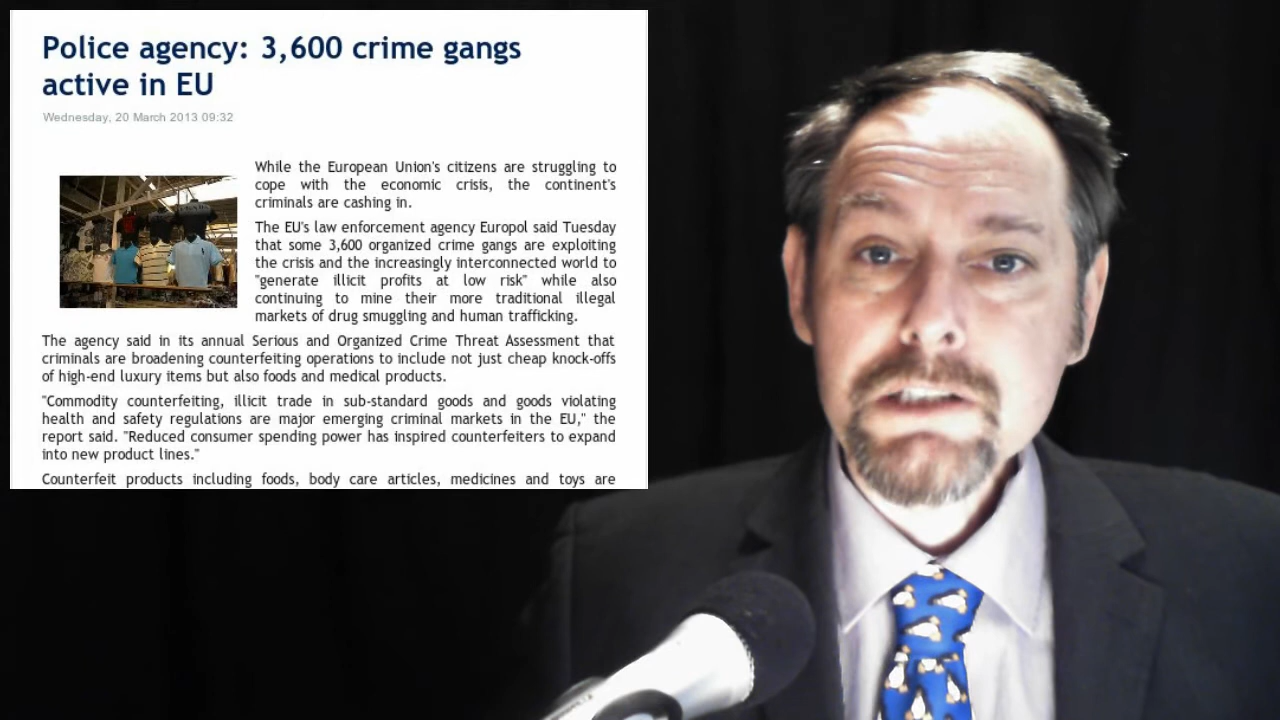 Police agency: 3,600 crime gangs
active in EU
Wednesday, 20 March 2013 09:32
While the European Union's citizens are struggling to
cope with the economic crisis, the continent's
criminals are cashing in.
The EU's law enforcement agency Europol said Tuesday
that some 3,600 organized crime gangs are exploiting
the crisis and the increasingly interconnected world to
"generate illicit profits at low risk" while also
continuing to mine their more traditional illegal
markets of drug smuggling and human trafficking.
The agency said in its annual Serious and Organized Crime Threat Assessment that
criminals are broadening counterfeiting operations to include not just cheap knock-offs
of high-end luxury items but also foods and medical products.
"Commodity counterfeiting, illicit trade in sub-standard goods and goods violating
health and safety regulations are major emerging criminal markets in the EU," the
report said. "Reduced consumer spending power has inspired counterfeiters to expand
into new product lines."
Counterfeit products including foods, body care articles, medicines and toys are